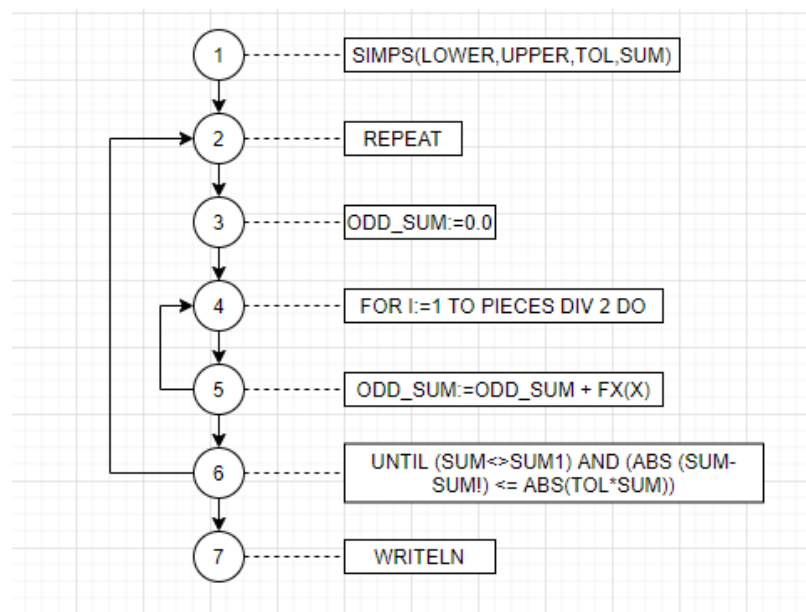 1 SIMPS(LOWER,UPPER,TOL,SUM)
2 REPEAT
3 ODD_SUM:=0.0
4 FOR I:=1 TO PIECES DIV 2 DO
5 ODD_SUM:=ODD_SUM + FX(X)
6 UNTIL (SUM<>SUM1) AND (ABS (SUM-
SUM!) <= ABS(TOL*SUM))
7 WRITELN